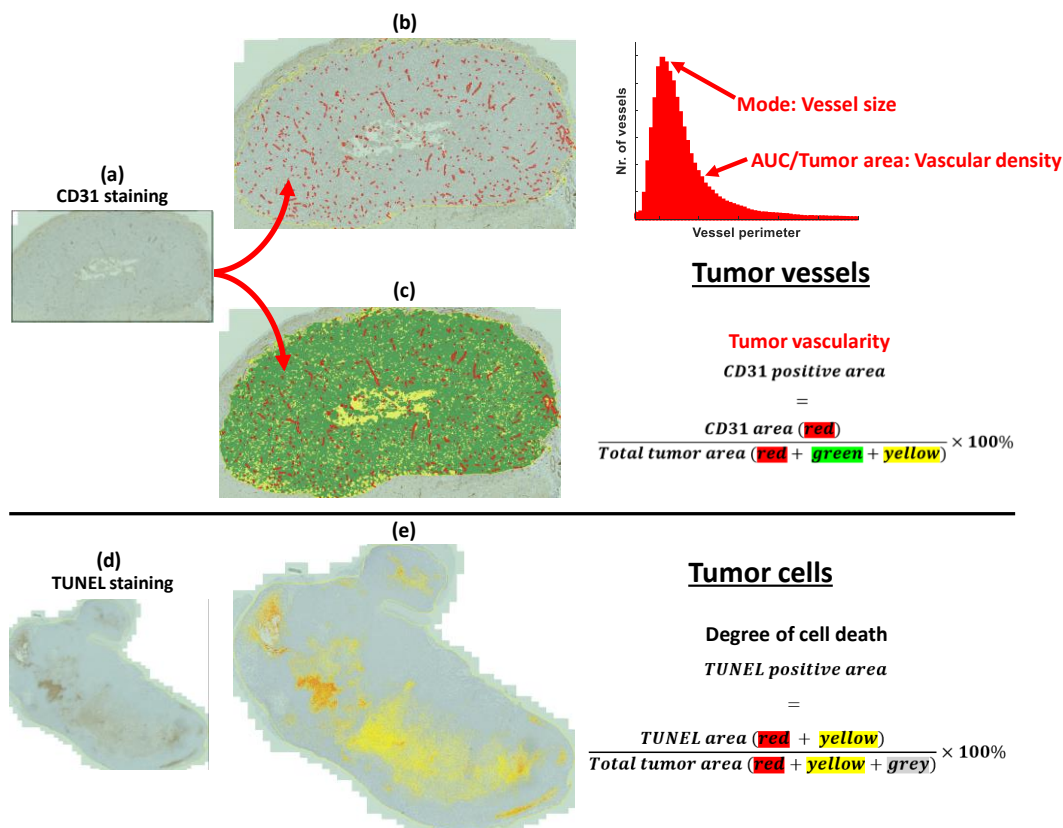 (a)
CD31 staining
(b)
(c)
Nr. of vessels
Mode: Vessel size
AUC/Tumor area: Vascular density
Vessel perimeter
Tumor vessels
Tumor vascularity
CD31 positive area
=
CD31 area (red)
Total tumor area (red + green + yellow)
× 100%
(d)
TUNEL staining
(e)
Tumor cells
Degree of cell death
TUNEL positive area
=
TUNEL area (red + yellow)
Total tumor area (red + yellow + grey)
× 100%